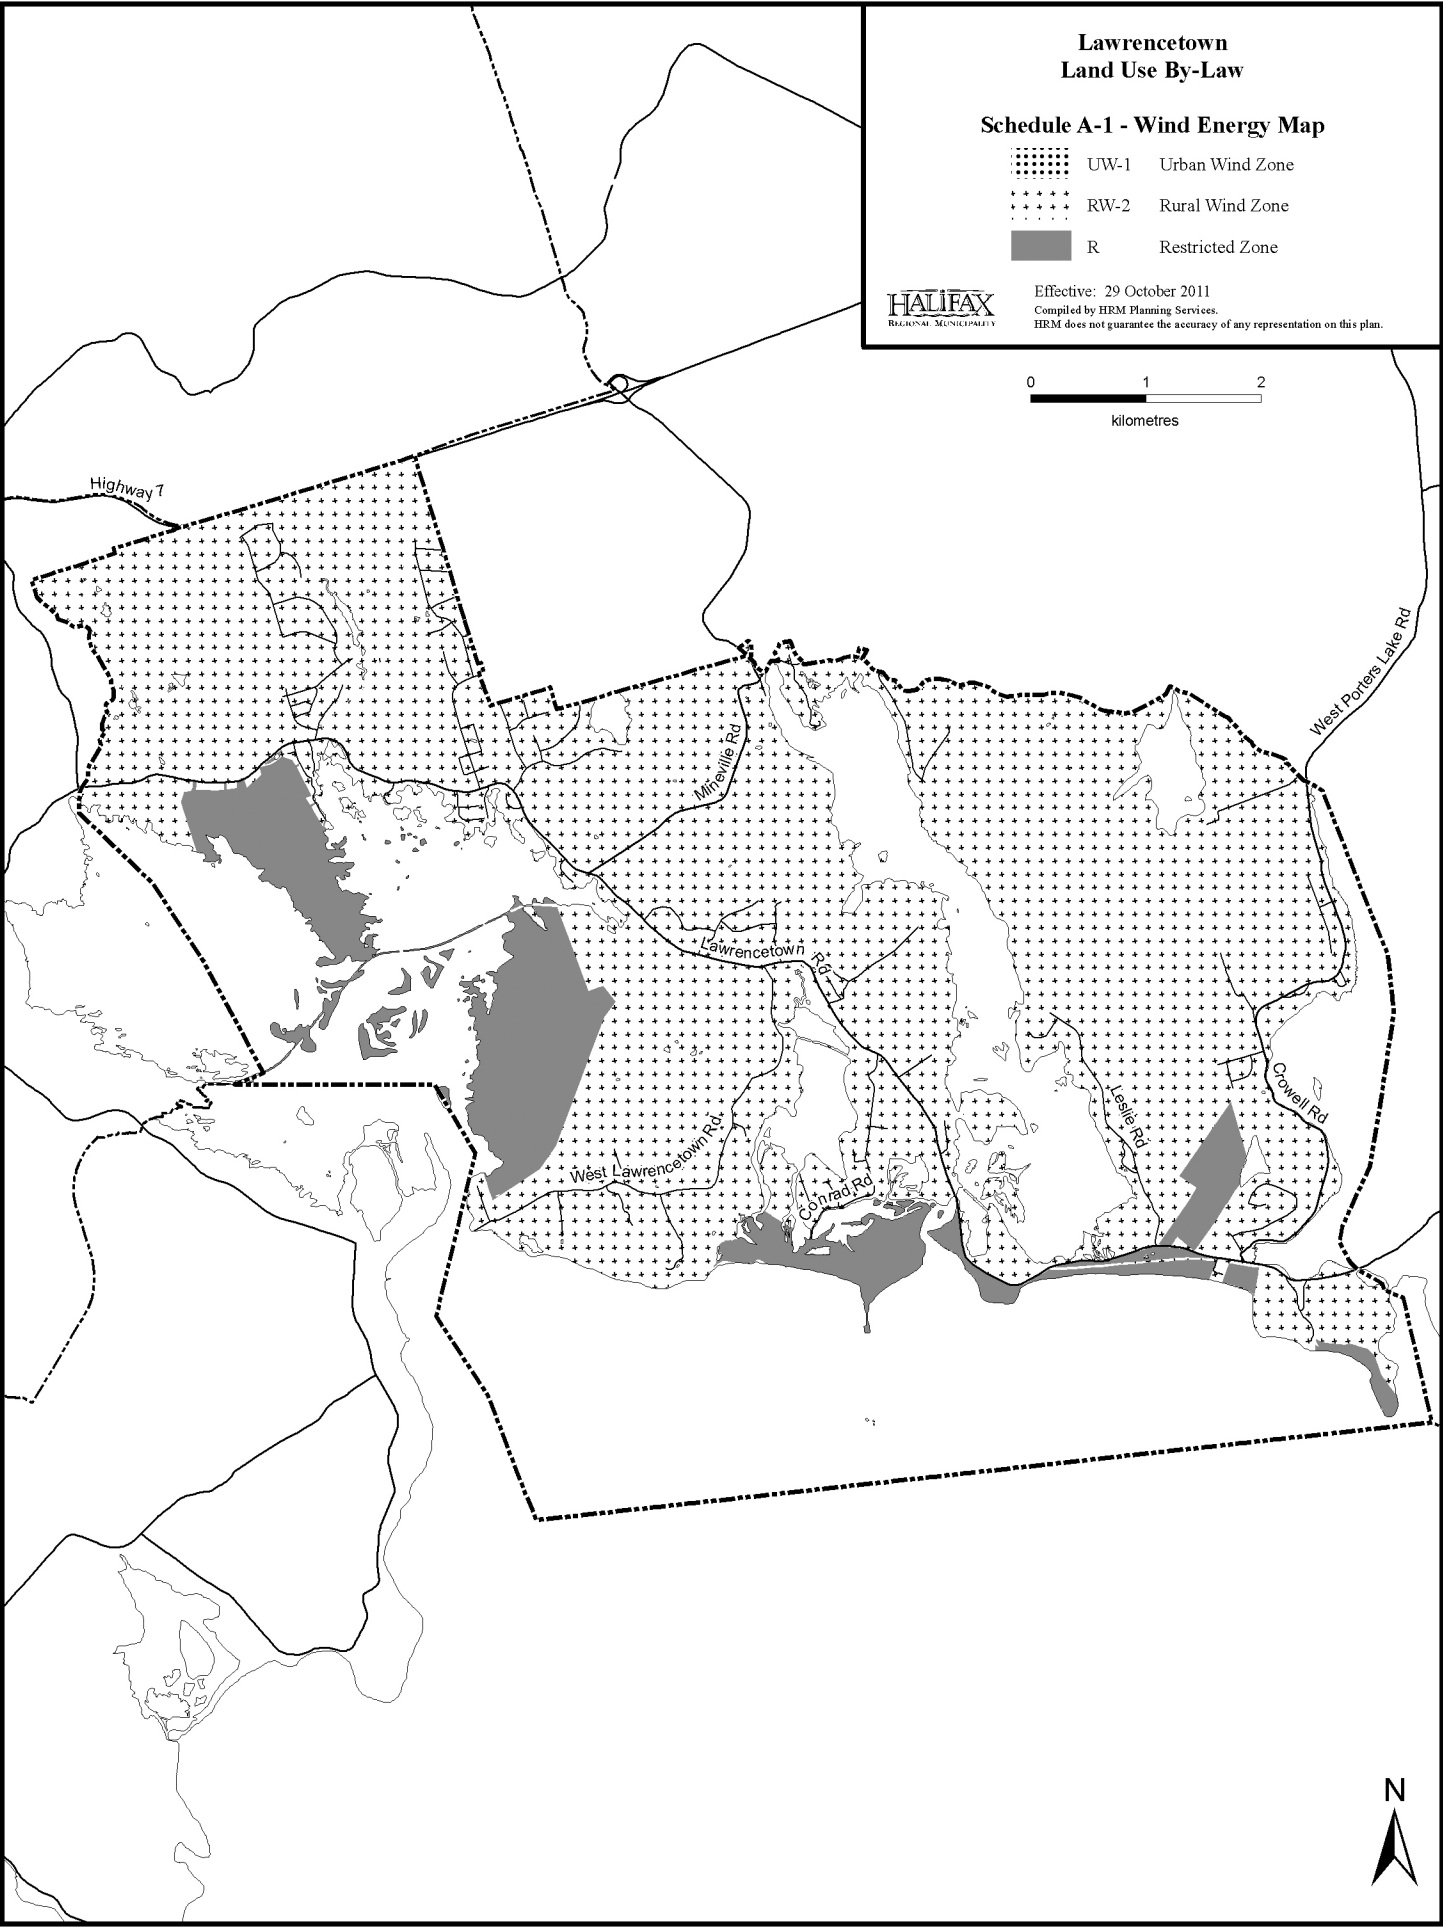 Lawrencetown
Land Use By-Law
Schedule A-1 - Wind Energy Map
UW-1 Urban Wind Zone
RW-2 Rural Wind Zone
R Restricted Zone
HALIFAX
REGIONAL MUNICIPALITY
Effective: 29 October 2011
Compiled by HRM Planning Services.
HRM does not guarantee the accuracy of any representation on this plan.
0 1 2
kilometres
Highway 7
West Porters Lake Rd
Mineville Rd
Lawrencetown Rd
Crowell Rd
Leslie Rd
West Lawrencetown Rd
Conrad Rd
N